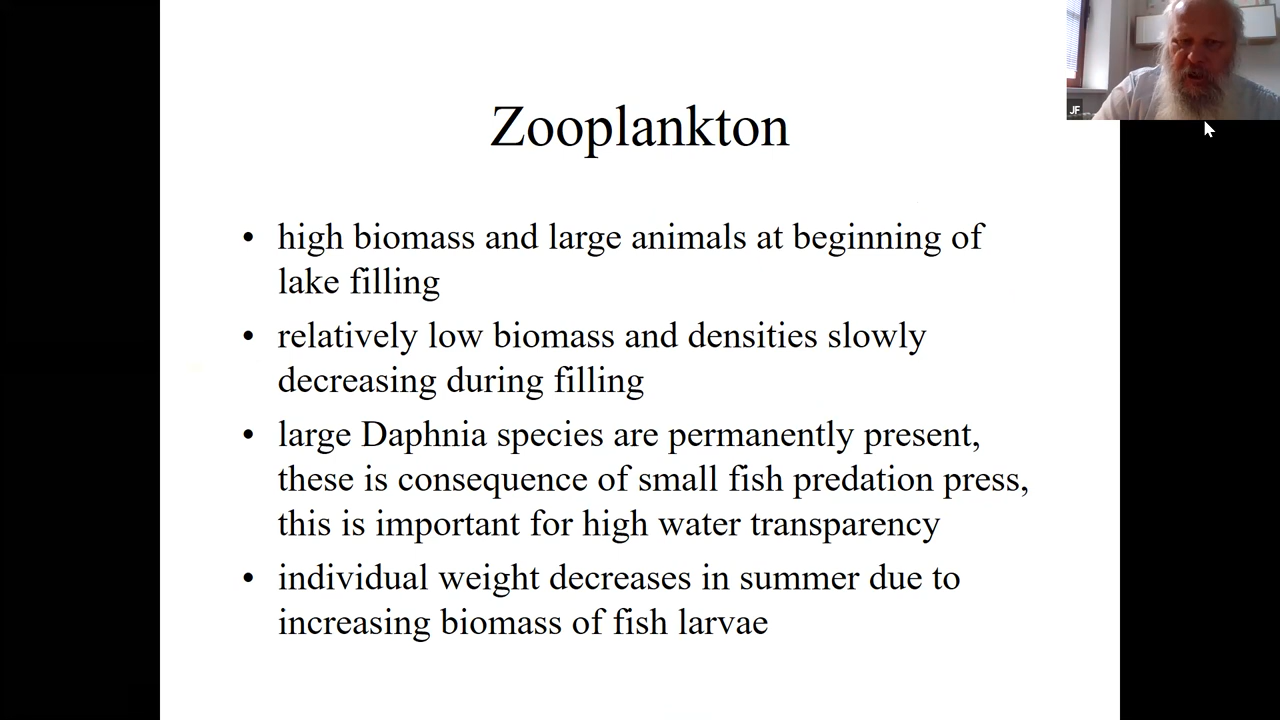 JF
Zooplankton
• high biomass and large animals at beginning of
lake filling
• relatively low biomass and densities slowly
decreasing during filling
• large Daphnia species are permanently present,
these is consequence of small fish predation press,
this is important for high water transparency
• individual weight decreases in summer due to
increasing biomass of fish larvae